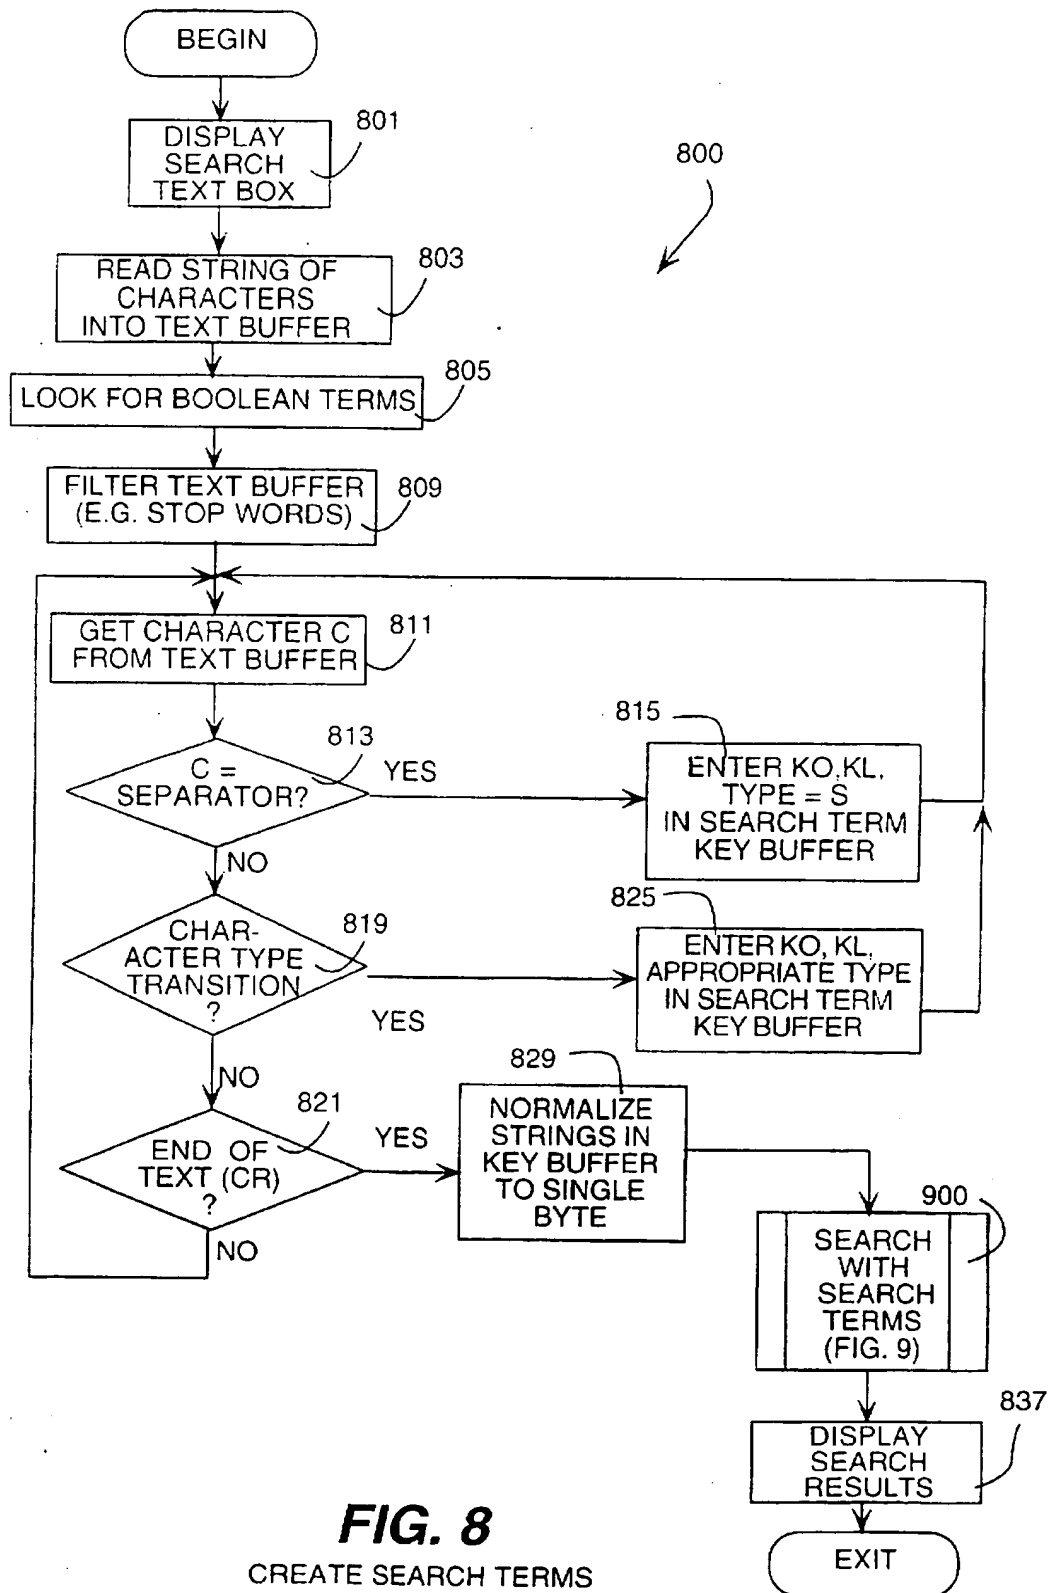 BEGIN
801
DISPLAY
SEARCH
TEXT BOX
800
803
READ STRING OF
CHARACTERS
INTO TEXT BUFFER
805
LOOK FOR BOOLEAN TERMS
809
FILTER TEXT BUFFER
(E.G. STOP WORDS)
811
GET CHARACTER C
FROM TEXT BUFFER
813
C =
SEPARATOR?
YES
815
ENTER KO,KL,
TYPE = S
IN SEARCH TERM
KEY BUFFER
NO
819
CHAR-
ACTER TYPE
TRANSITION
?
YES
825
ENTER KO, KL,
APPROPRIATE TYPE
IN SEARCH TERM
KEY BUFFER
NO
821
END OF
TEXT (CR)
?
YES
829
NORMALIZE
STRINGS IN
KEY BUFFER
TO SINGLE
BYTE
NO
900
SEARCH
WITH
SEARCH
TERMS
(FIG. 9)
837
DISPLAY
SEARCH
RESULTS
EXIT
FIG. 8
CREATE SEARCH TERMS